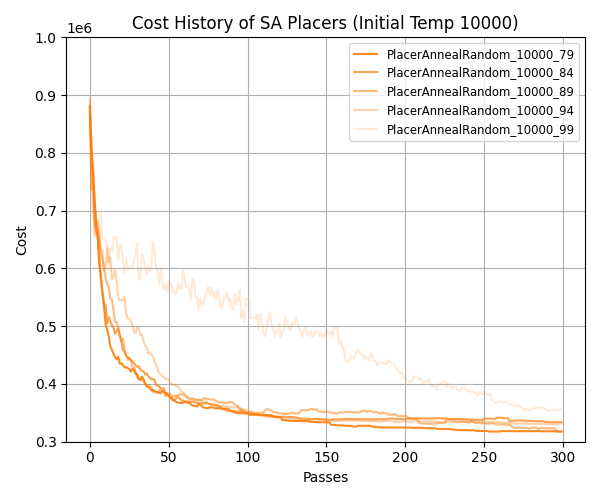 Cost History of SA Placers (Initial Temp 10000)
1e6
1.0
0.9
0.8
0.7
0.6
0.5
0.4
0.3
Cost
PlacerAnnealRandom_10000_79
PlacerAnnealRandom_10000_84
PlacerAnnealRandom_10000_89
PlacerAnnealRandom_10000_94
PlacerAnnealRandom_10000_99
0 50 100 150 200 250 300
Passes